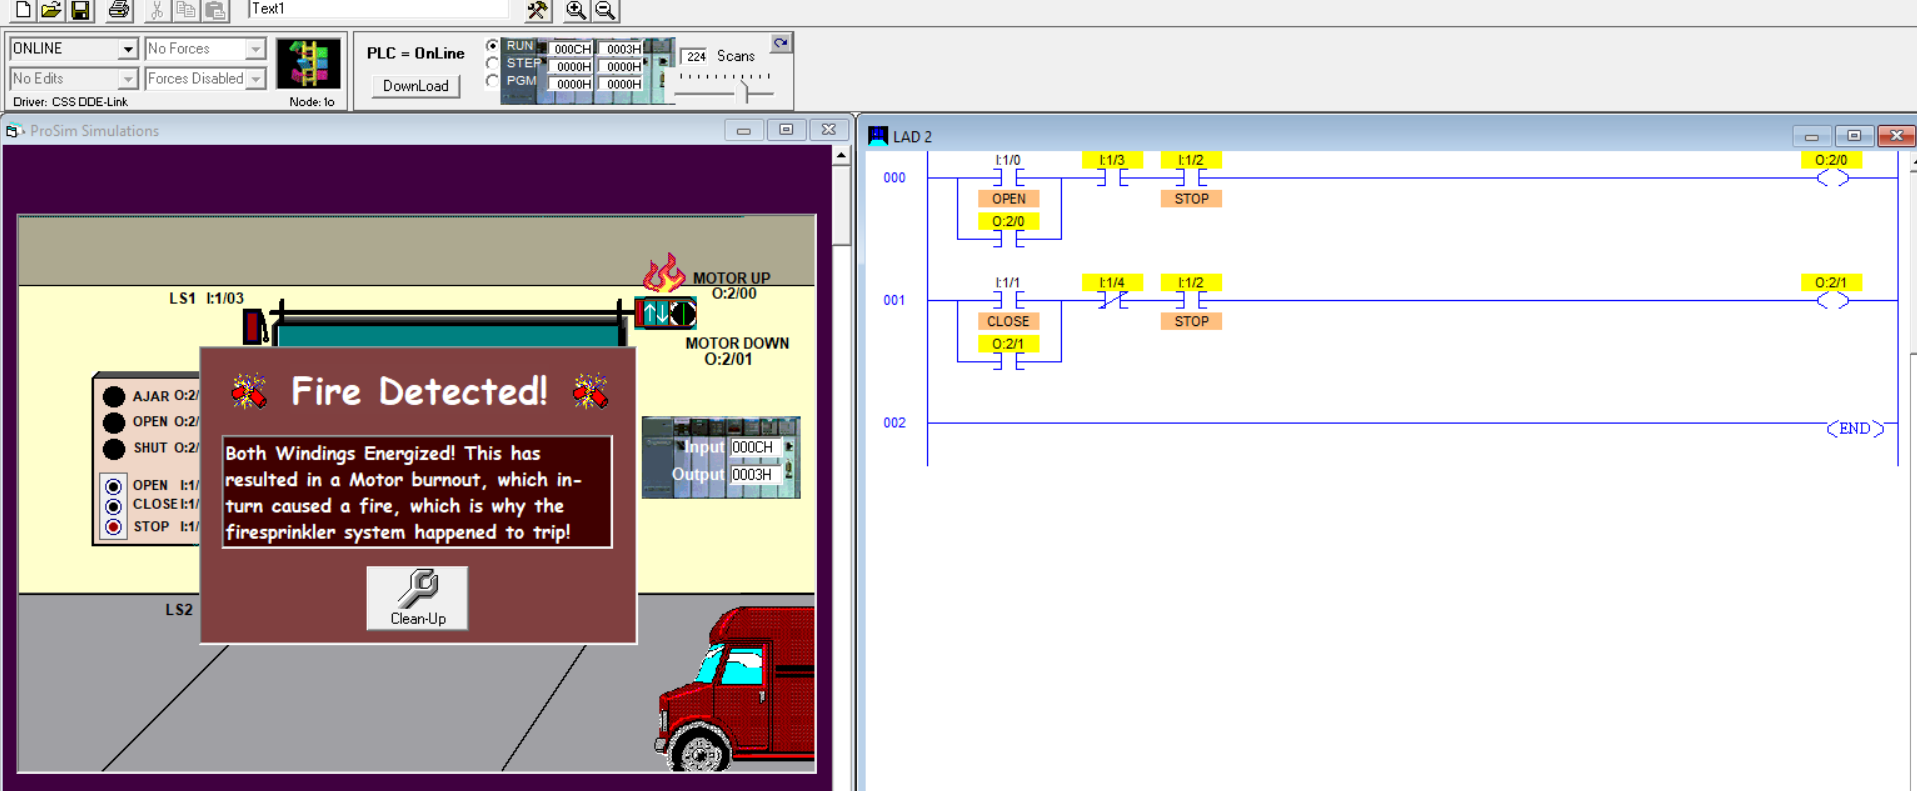 Text1
ONLINE
No Forces
No Edits
Forces Disabled
Driver: CSS DDE-Link
Node: 1o
PLC = OnLine
DownLoad
RUN
STEP
PGM
000CH 0003H
0000H 0000H
0000H 0000H
224 Scans
ProSim Simulations
LS1 I:1/03
MOTOR UP
O:2/00
MOTOR DOWN
O:2/01
AJAR O:2/
OPEN O:2/
SHUT O:2/
OPEN I:1/
CLOSE I:1/
STOP I:1/
LS2
Fire Detected!
Both Windings Energized! This has
resulted in a Motor burnout, which in-
turn caused a fire, which is why the
firesprinkler system happened to trip!
Clean-Up
Input 000CH
Output 0003H
LAD 2
000
I:1/0 I:1/3 I:1/2 O:2/0
OPEN STOP
O:2/0
001
I:1/1 I:1/4 I:1/2 O:2/1
CLOSE STOP
O:2/1
002
END